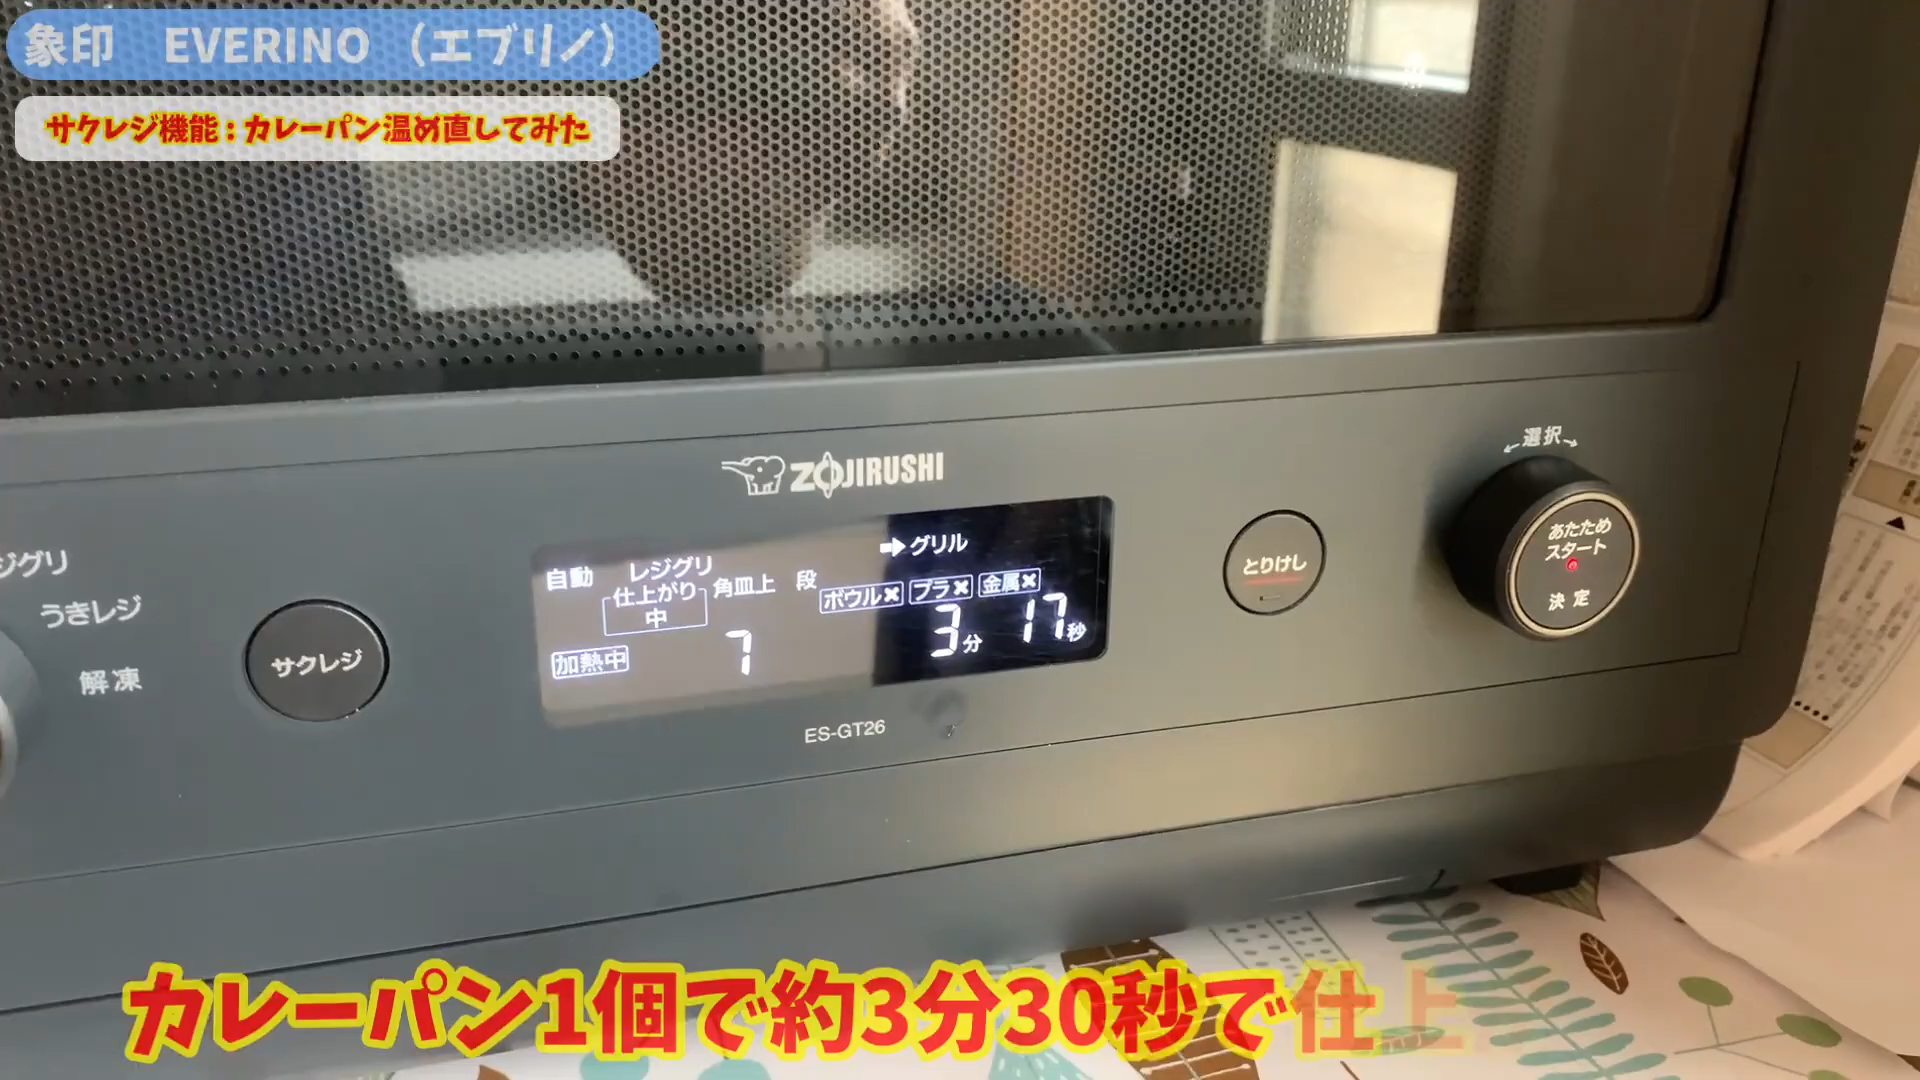 象印 EVERINO（エブリノ）
サクレジ機能：カレーパン温め直してみた
ZOJIRUSHI
選択
ジグリ
うきレジ
解凍
サクレジ
自動 レジグリ ➡グリル
仕上がり 角皿上 段 ボウル✖ プラ✖ 金属✖
中
加熱中 7 3分 17秒
とりけし
あたため
スタート
決定
ES-GT26
カレーパン1個で約3分30秒で仕上